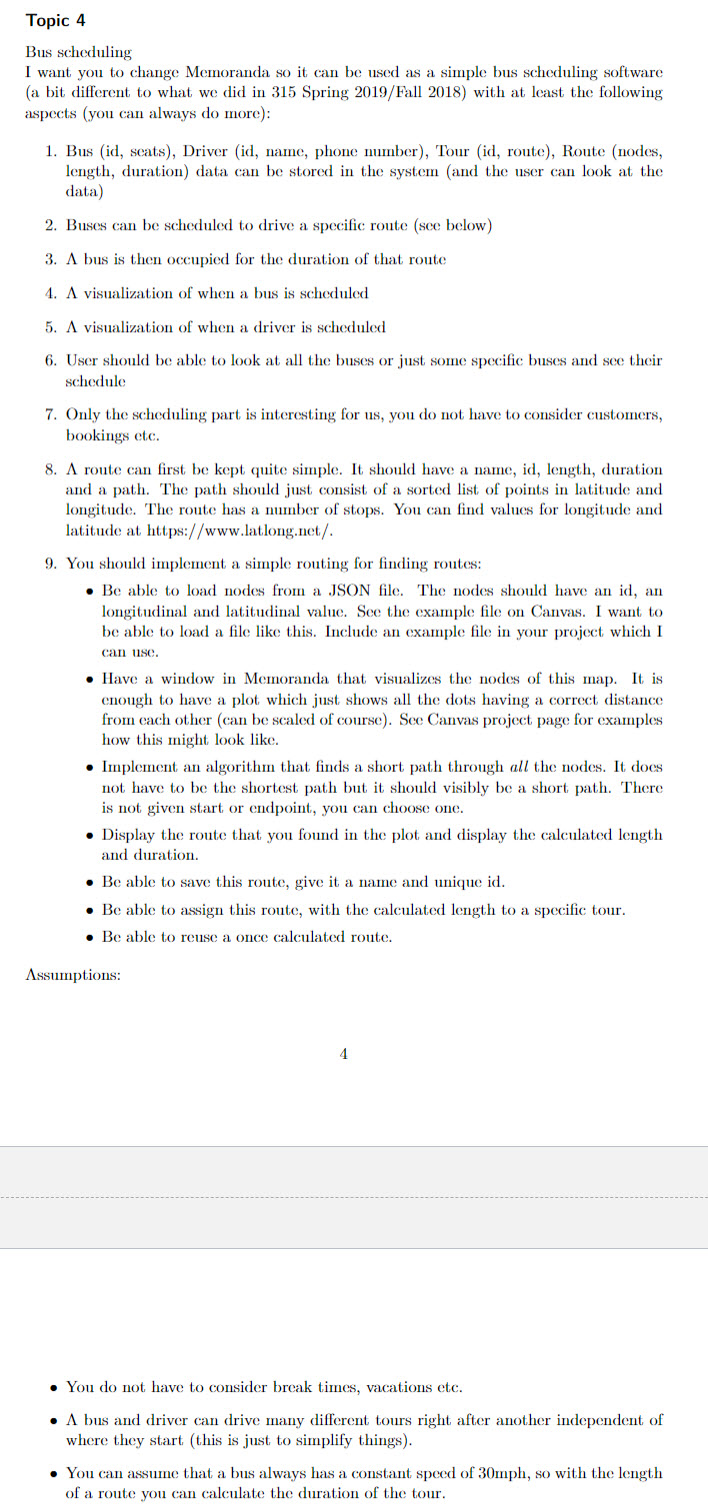 Topic 4
Bus scheduling
I want you to change Memoranda so it can be used as a simple bus scheduling software
(a bit different to what we did in 315 Spring 2019/Fall 2018) with at least the following
aspects (you can always do more):
1. Bus (id, seats), Driver (id, name, phone number), Tour (id, route), Route (nodes,
length, duration) data can be stored in the system (and the user can look at the
data)
2. Buses can be scheduled to drive a specific route (see below)
3. A bus is then occupied for the duration of that route
4. A visualization of when a bus is scheduled
5. A visualization of when a driver is scheduled
6. User should be able to look at all the buses or just some specific buses and see their
schedule
7. Only the scheduling part is interesting for us, you do not have to consider customers,
bookings etc.
8. A route can first be kept quite simple. It should have a name, id, length, duration
and a path. The path should just consist of a sorted list of points in latitude and
longitude. The route has a number of stops. You can find values for longitude and
latitude at https://www.latlong.net/.
9. You should implement a simple routing for finding routes:
• Be able to load nodes from a JSON file. The nodes should have an id, an
longitudinal and latitudinal value. See the example file on Canvas. I want to
be able to load a file like this. Include an example file in your project which I
can use.
• Have a window in Memoranda that visualizes the nodes of this map. It is
enough to have a plot which just shows all the dots having a correct distance
from each other (can be scaled of course). See Canvas project page for examples
how this might look like.
• Implement an algorithm that finds a short path through all the nodes. It does
not have to be the shortest path but it should visibly be a short path. There
is not given start or endpoint, you can choose one.
• Display the route that you found in the plot and display the calculated length
and duration.
• Be able to save this route, give it a name and unique id.
• Be able to assign this route, with the calculated length to a specific tour.
• Be able to reuse a once calculated route.
Assumptions:
4
• You do not have to consider break times, vacations etc.
• A bus and driver can drive many different tours right after another independent of
where they start (this is just to simplify things).
• You can assume that a bus always has a constant speed of 30mph, so with the length
of a route you can calculate the duration of the tour.